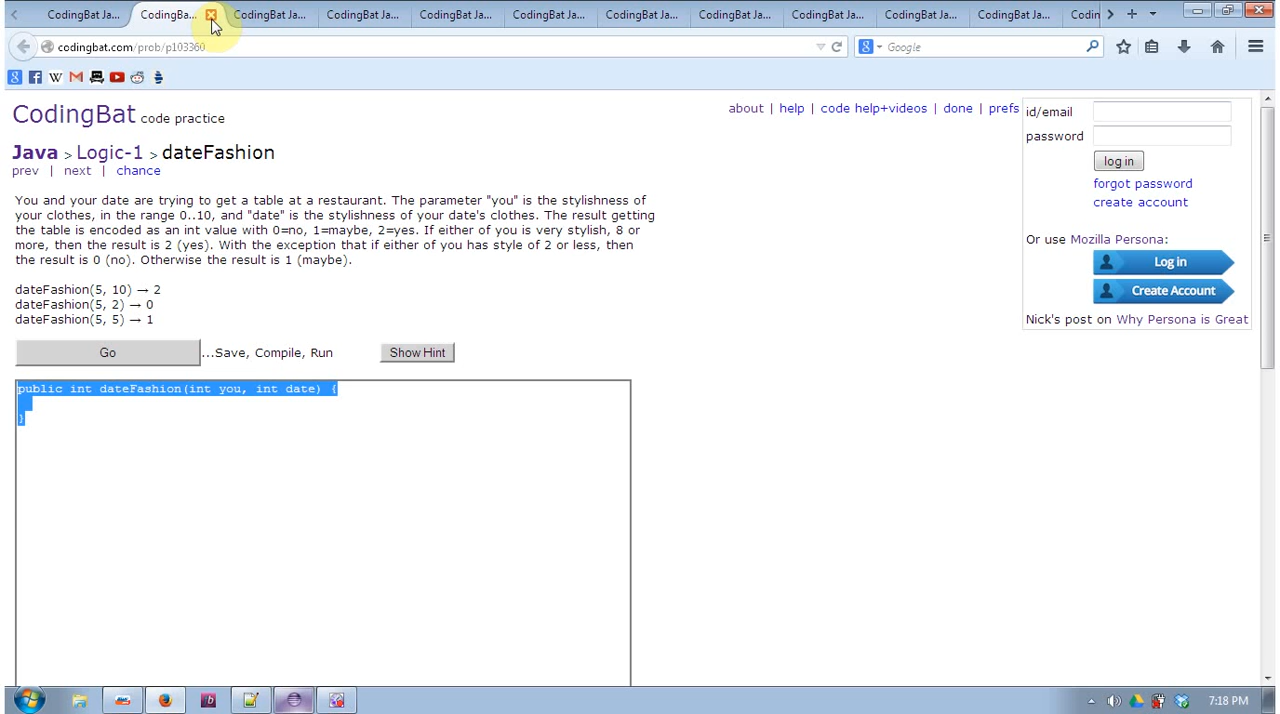 CodingBat Ja...
CodingBa...
CodingBat Ja...
CodingBat Ja...
CodingBat Ja...
CodingBat Ja...
CodingBat Ja...
CodingBat Ja...
CodingBat Ja...
CodingBat Ja...
CodingBat Ja...
Codin
codingbat.com/prob/p103360
Google
CodingBat code practice
about | help | code help+videos | done | prefs
id/email
password
log in
forgot password
create account
Or use Mozilla Persona:
Log in
Create Account
Nick's post on Why Persona is Great
Java > Logic-1 > dateFashion
prev | next | chance
You and your date are trying to get a table at a restaurant. The parameter "you" is the stylishness of
your clothes, in the range 0..10, and "date" is the stylishness of your date's clothes. The result getting
the table is encoded as an int value with 0=no, 1=maybe, 2=yes. If either of you is very stylish, 8 or
more, then the result is 2 (yes). With the exception that if either of you has style of 2 or less, then
the result is 0 (no). Otherwise the result is 1 (maybe).
dateFashion(5, 10) → 2
dateFashion(5, 2) → 0
dateFashion(5, 5) → 1
Go ...Save, Compile, Run Show Hint
public int dateFashion(int you, int date) {
}
7:18 PM